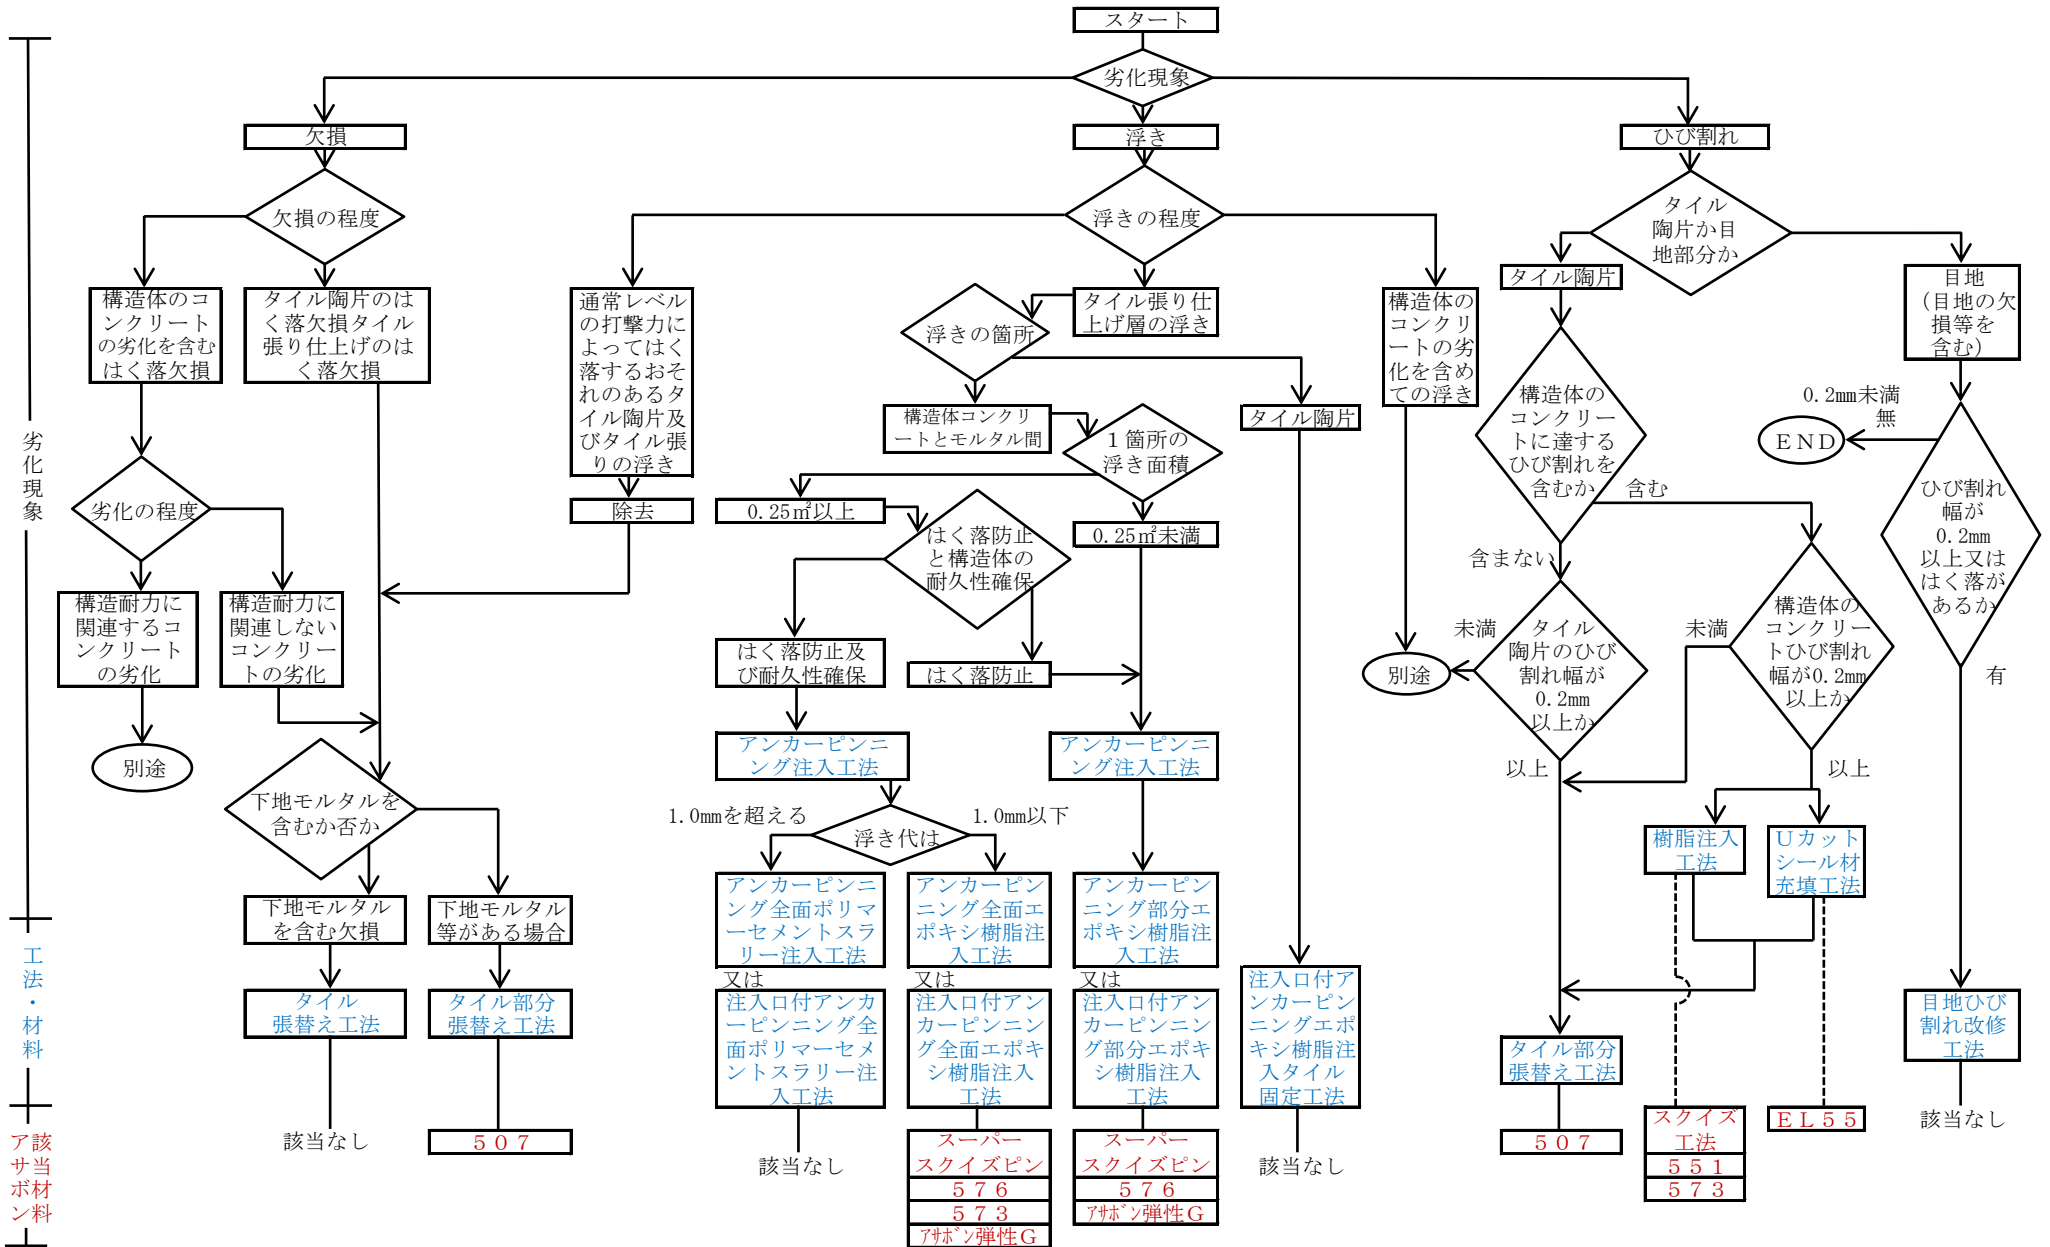 スタート
劣化現象
欠損
浮き
ひび割れ
欠損の程度
浮きの程度
タイル
陶片か目
地部分か
構造体のコ
ンクリート
の劣化を含む
はく落欠損
タイル陶片のは
く落欠損タイル
張り仕上げのは
く落欠損
通常レベル
の打撃力に
よってはく
落するおそ
れのあるタ
イル陶片及
びタイル張
りの浮き
浮きの箇所
タイル張り仕
上げ層の浮き
構造体の
コンクリ
ートの劣
化を含め
ての浮き
タイル陶片
目地
（目地の欠
損等を
含む）
構造体コンクリ
ートとモルタル間
タイル陶片
1箇所の
浮き面積
構造体の
コンクリー
トに達する
ひび割れを
含むか
0.2mm未満
無
END
劣化現象
劣化の程度
除去
0.25㎡以上
はく落防止
と構造体の
耐久性確保
0.25㎡未満
含む
含まない
ひび割れ
幅が
0.2mm
以上又は
はく落が
あるか
構造耐力に
関連するコ
ンクリート
の劣化
構造耐力に
関連しない
コンクリー
トの劣化
はく落防止及
び耐久性確保
はく落防止
別途
未満
タイル
陶片のひび
割れ幅が
0.2mm
以上か
未満
構造体の
コンクリー
トひび割れ
幅が0.2mm
以上か
有
別途
アンカーピンニ
ング注入工法
アンカーピンニ
ング注入工法
以上
以上
下地モルタルを
含むか否か
1.0mmを超える
浮き代は
1.0mm以下
樹脂注入
工法
Uカット
シール材
充填工法
下地モルタル
を含む欠損
下地モルタル
等がある場合
アンカーピンニ
ング全面ポリマ
ーセメントスラ
リー注入工法
アンカーピン
ニング全面エ
ポキシ樹脂注
入工法
アンカーピン
ニング部分エ
ポキシ樹脂注
入工法
又は
又は
又は
工法・材料
タイル
張替え工法
タイル部分
張替え工法
注入口付アンカ
ーピンニング全
面ポリマーセメ
ントスラリー注
入工法
注入口付アン
カーピンニン
グ全面エポキ
シ樹脂注入
工法
注入口付アン
カーピンニン
グ部分エポキ
シ樹脂注入
工法
注入口付ア
ンカーピン
ニングエポ
キシ樹脂注
入タイル
固定工法
タイル部分
張替え工法
目地ひび
割れ改修
工法
該当材料
アサボン
該当なし
507
該当なし
スーパー
スクイズピン
576
573
ｱｻﾎﾞﾝ弾性G
スーパー
スクイズピン
576
ｱｻﾎﾞﾝ弾性G
該当なし
507
スクイズ
工法
551
573
EL55
該当なし